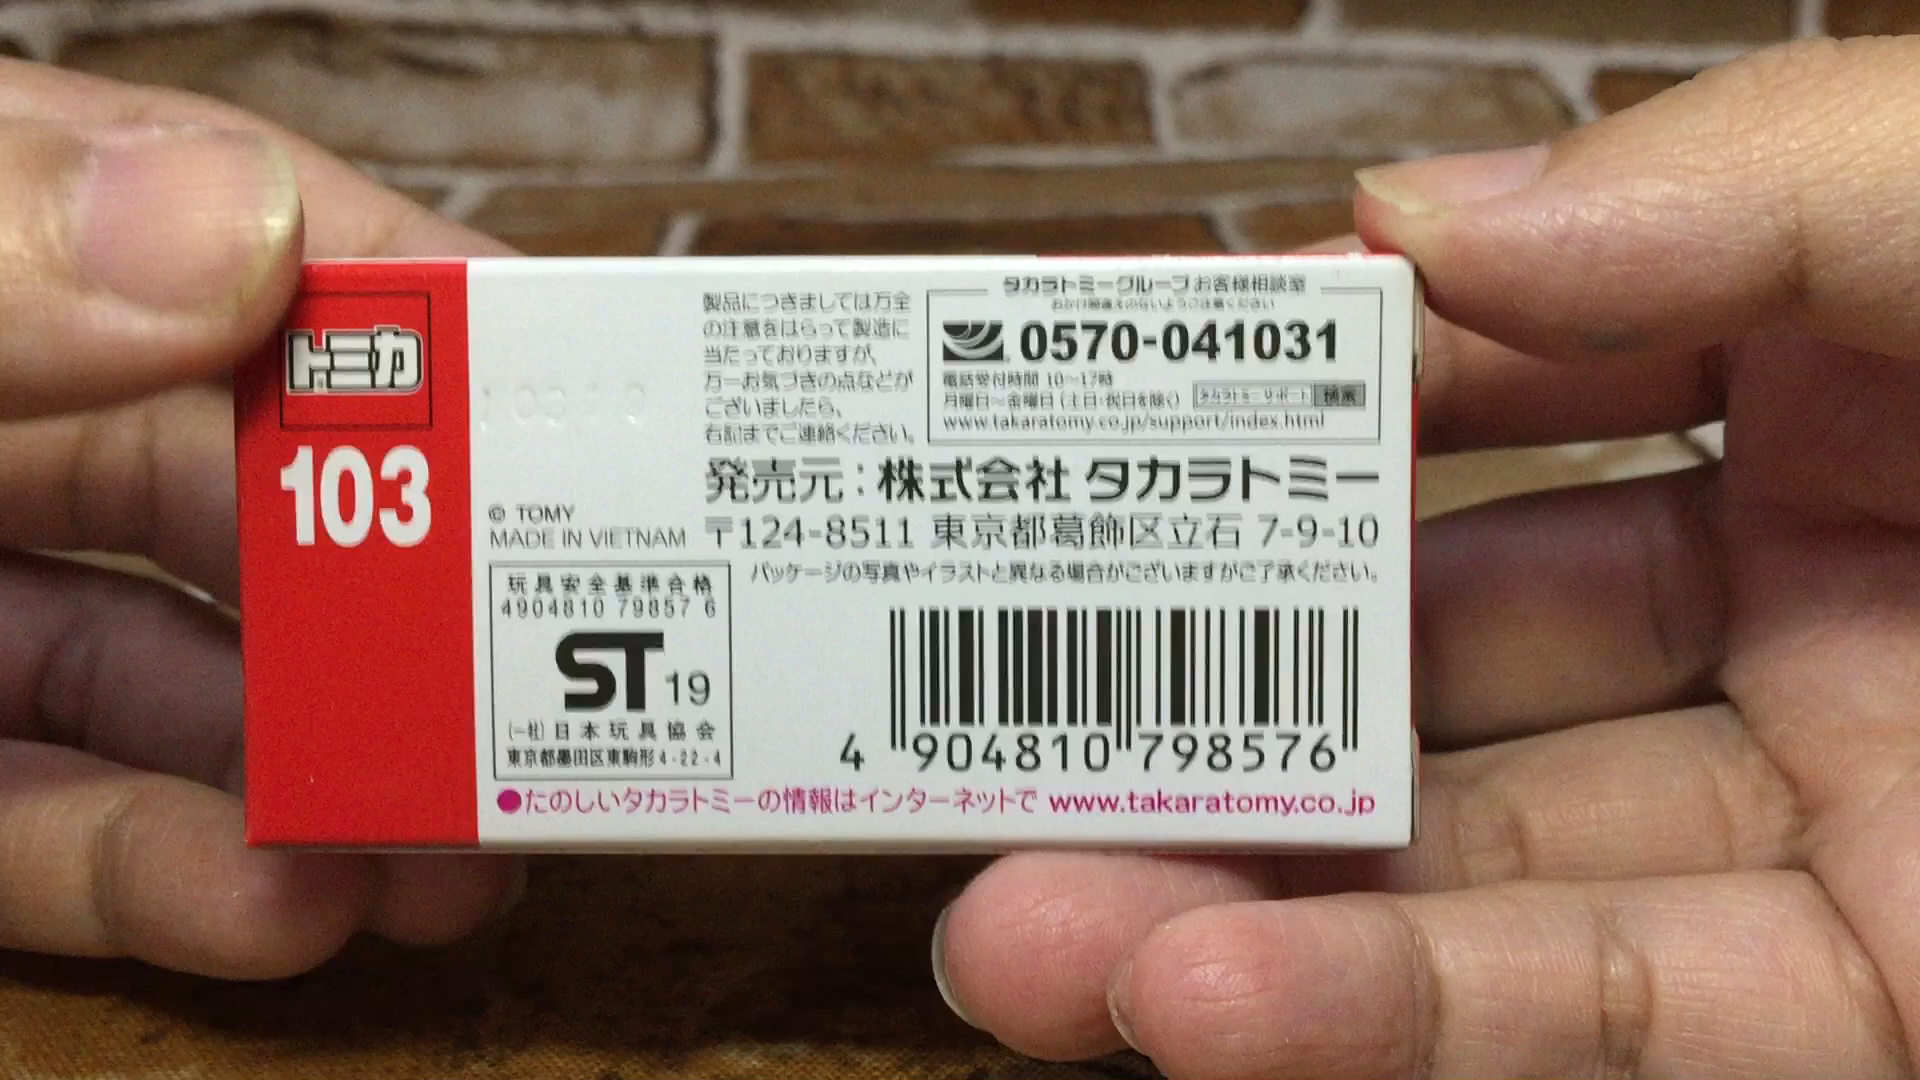 トミカ
103
© TOMY
MADE IN VIETNAM
製品につきましては万全
の注意をはらって製造に
当たっておりますが、
万一お気づきの点などが
ございましたら、
右記までご連絡ください。
タカラトミーグループお客様相談室
おかけ間違えのないようご注意ください
0570-041031
電話受付時間 10〜17時
月曜日〜金曜日(土日・祝日を除く)
タカラトミーサポート 検索
www.takaratomy.co.jp/support/index.html
発売元:株式会社 タカラトミー
〒124-8511 東京都葛飾区立石 7-9-10
パッケージの写真やイラストと異なる場合がございますがご了承ください。
玩具安全基準合格
4904810 79857 6
ST 19
(一社)日本玩具協会
東京都墨田区東駒形4-22-4
4 904810 798576
●たのしいタカラトミーの情報はインターネットで www.takaratomy.co.jp